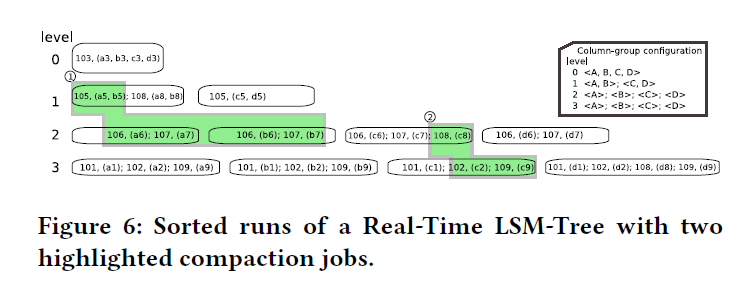 level
0
103, (a3, b3, c3, d3)
1
1
105, (a5, b5); 108, (a8, b8)
105, (c5, d5)
2
106, (a6); 107, (a7)
106, (b6); 107, (b7)
2
106, (c6); 107, (c7); 108, (c8)
106, (d6); 107, (d7)
3
101, (a1); 102, (a2); 109, (a9)
101, (b1); 102, (b2); 109, (b9)
101, (c1); 102, (c2); 109, (c9)
101, (d1); 102, (d2); 108, (d8); 109, (d9)
Column-group configuration
level
0 <A, B, C, D>
1 <A, B>; <C, D>
2 <A>; <B>; <C>; <D>
3 <A>; <B>; <C>; <D>
Figure 6: Sorted runs of a Real-Time LSM-Tree with two
highlighted compaction jobs.